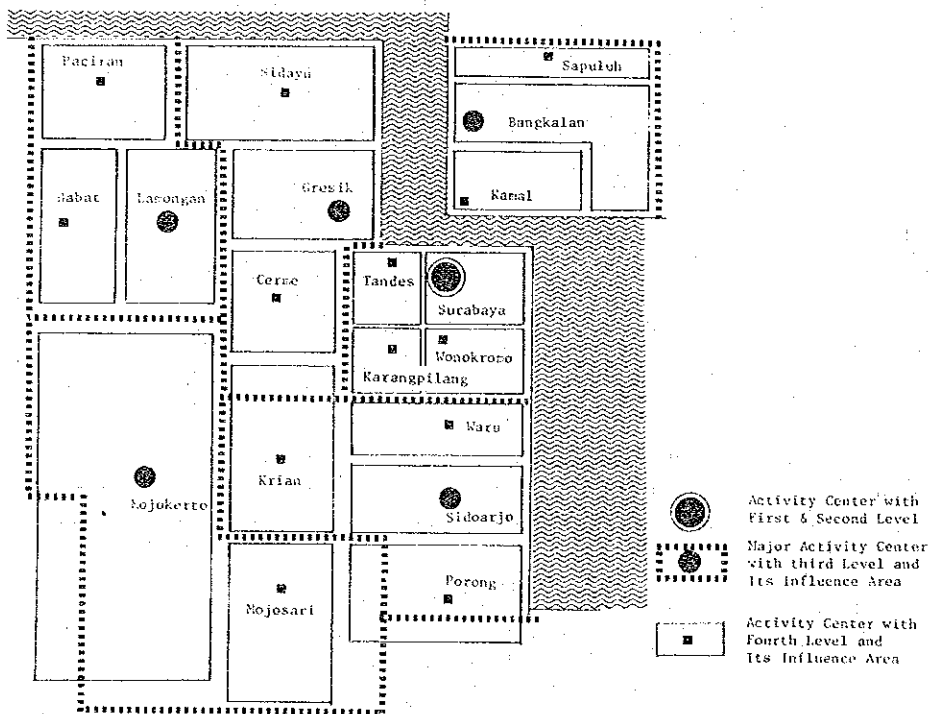 Paciran
Sidayu
Sapuluh
Bangkalan
Babat
Lamongan
Gresik
Kamal
Cerme
Tandes
Surabaya
Wonokromo
Karangpilang
Waru
Krian
Mojokerto
Sidoarjo
Mojosari
Porong
Activity Center with
First & Second Level
Major Activity Center
with third Level and
Its Influence Area
Activity Center with
Fourth Level and
Its Influence Area